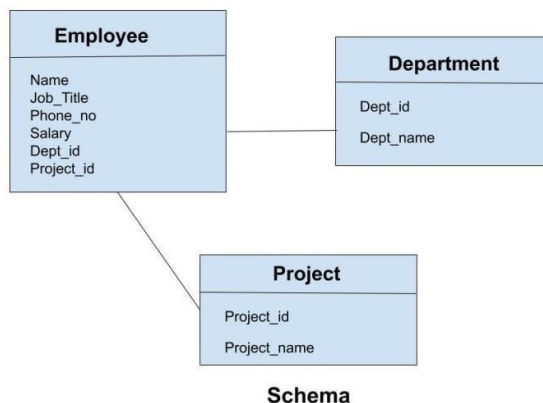 Employee
Name
Job_Title
Phone_no
Salary
Dept_id
Project_id
Department
Dept_id
Dept_name
Project
Project_id
Project_name
Schema